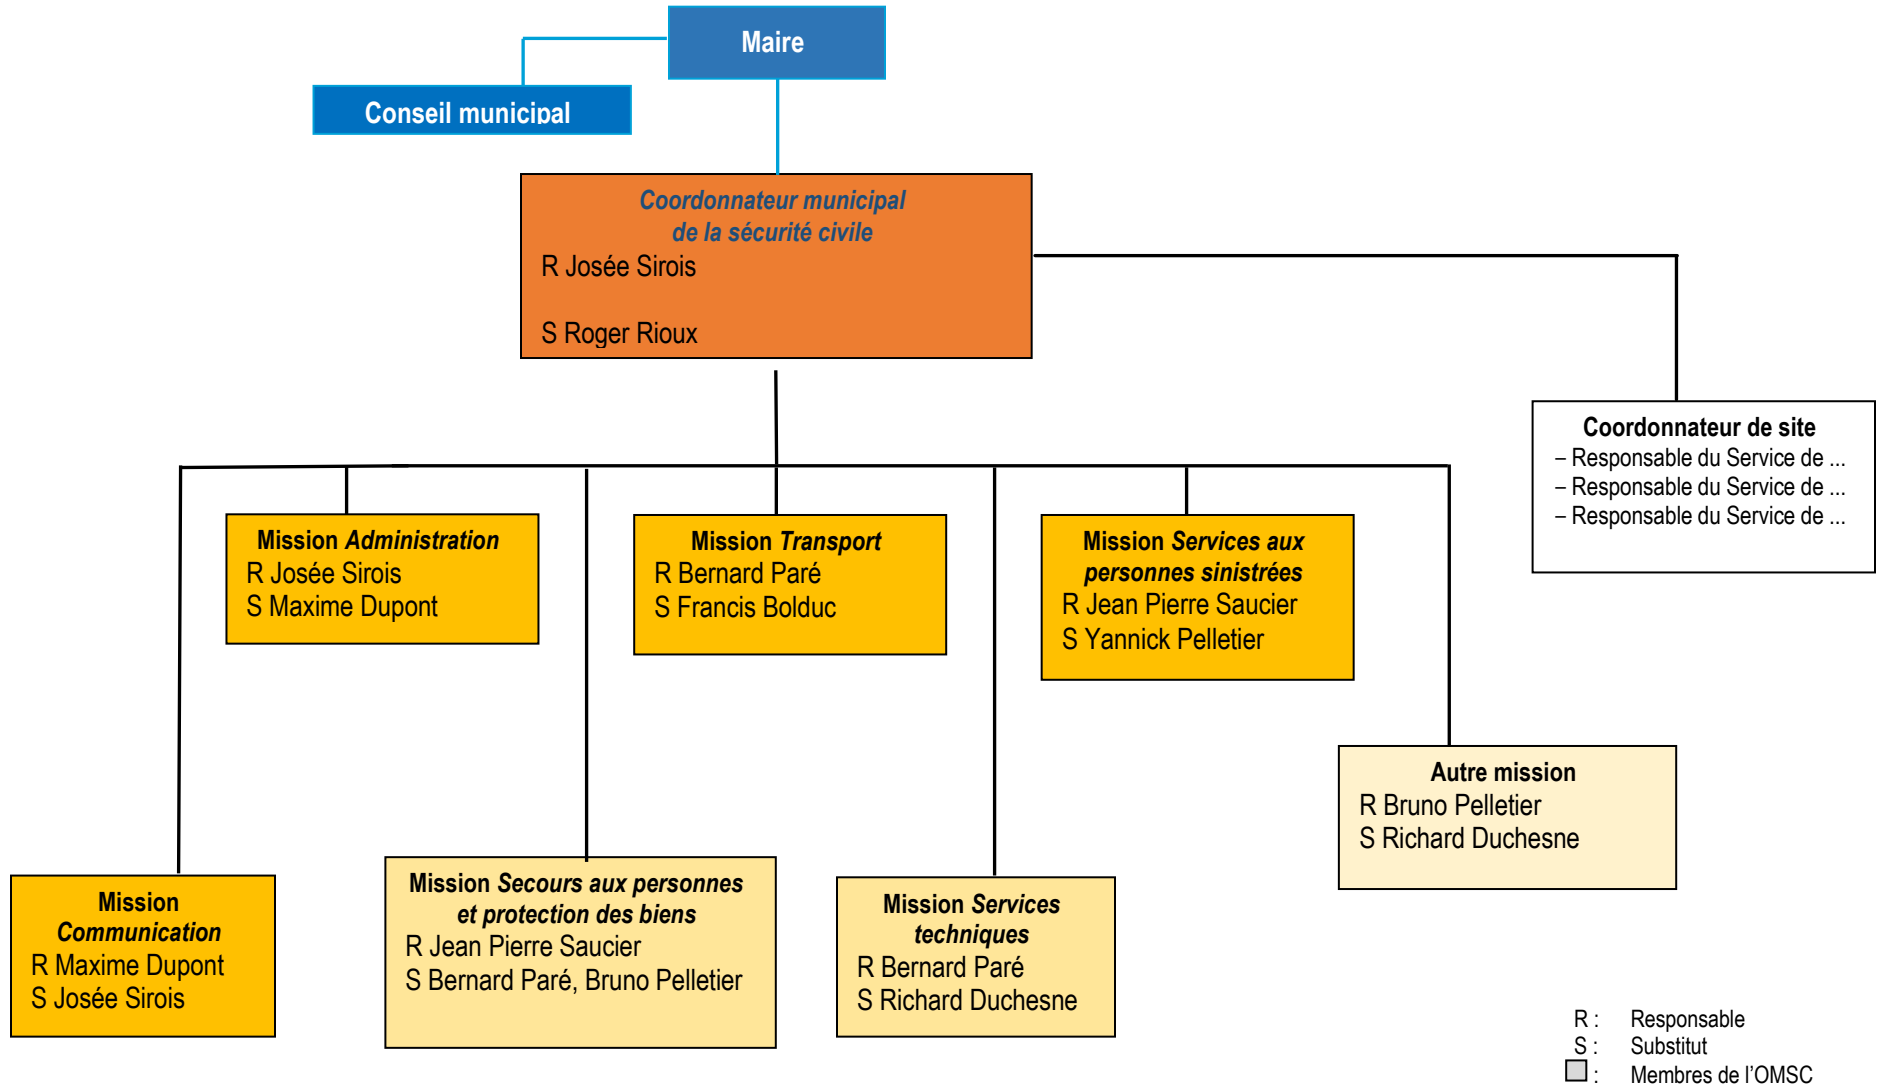 Maire
Conseil municipal
Coordonnateur municipal
de la sécurité civile
R Josée Sirois
S Roger Rioux
Coordonnateur de site
– Responsable du Service de ...
– Responsable du Service de ...
– Responsable du Service de ...
Mission Administration
R Josée Sirois
S Maxime Dupont
Mission Transport
R Bernard Paré
S Francis Bolduc
Mission Services aux
personnes sinistrées
R Jean Pierre Saucier
S Yannick Pelletier
Autre mission
R Bruno Pelletier
S Richard Duchesne
Mission
Communication
R Maxime Dupont
S Josée Sirois
Mission Secours aux personnes
et protection des biens
R Jean Pierre Saucier
S Bernard Paré, Bruno Pelletier
Mission Services
techniques
R Bernard Paré
S Richard Duchesne
R : Responsable
S : Substitut
: Membres de l'OMSC